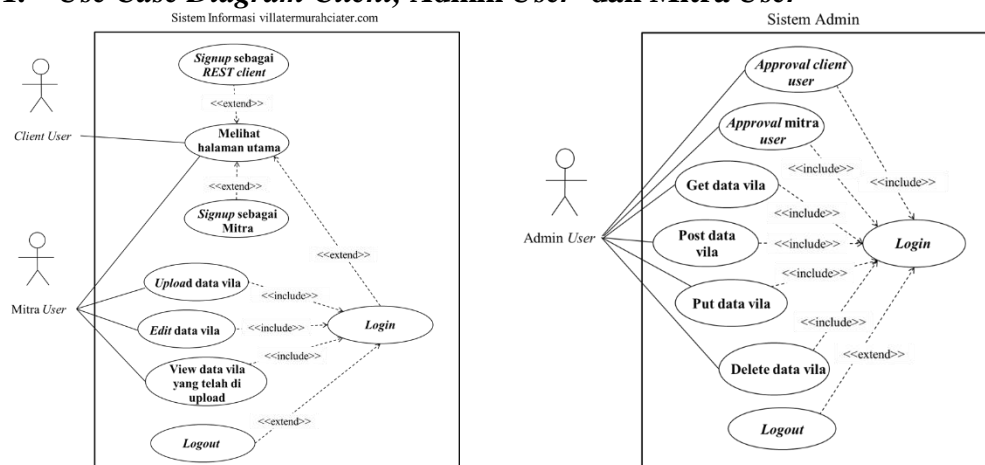 1. Use Case Diagram Client, Admin User dan Mitra User
Sistem Informasi villatermurahciater.com
Signup sebagai
REST client
<<extend>>
Client User
Melihat
halaman utama
<<extend>>
Signup sebagai
Mitra
<<extend>>
Mitra User
Upload data vila
<<include>>
Edit data vila
<<include>>
Login
<<include>>
View data vila
yang telah di
upload
<<extend>>
Logout
Sistem Admin
Approval client
user
Approval mitra
user
<<include>>
<<include>>
Get data vila
<<include>>
Admin User
Post data
vila
<<include>>
Login
<<include>>
Put data vila
<<include>>
<<extend>>
Delete data vila
Logout